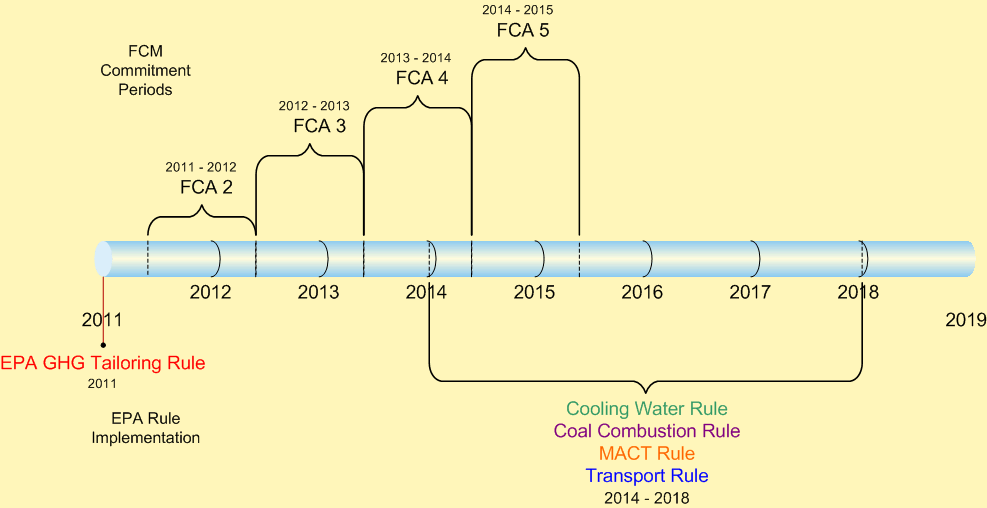 2014 - 2015
FCA 5
FCM
Commitment
Periods
2013 - 2014
FCA 4
2012 - 2013
FCA 3
2011 - 2012
FCA 2
2012
2013
2014
2015
2016
2017
2018
2011
2019
EPA GHG Tailoring Rule
2011
EPA Rule
Implementation
Cooling Water Rule
Coal Combustion Rule
MACT Rule
Transport Rule
2014 - 2018